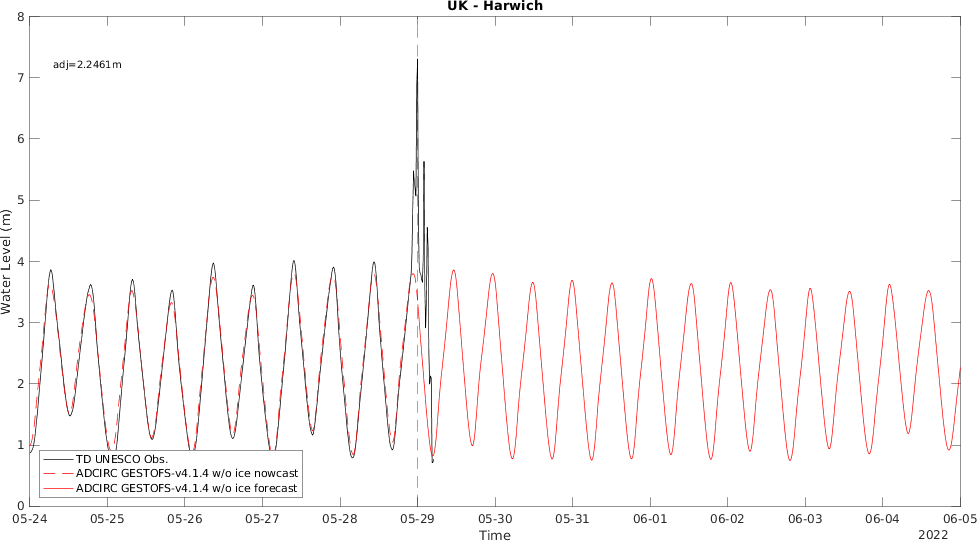 UK - Harwich
adj=2.2461m
Water Level (m)
8
7
6
5
4
3
2
1
0
TD UNESCO Obs.
ADCIRC GESTOFS-v4.1.4 w/o ice nowcast
ADCIRC GESTOFS-v4.1.4 w/o ice forecast
05-24 05-25 05-26 05-27 05-28 05-29 05-30 05-31 06-01 06-02 06-03 06-04 06-05
Time
2022